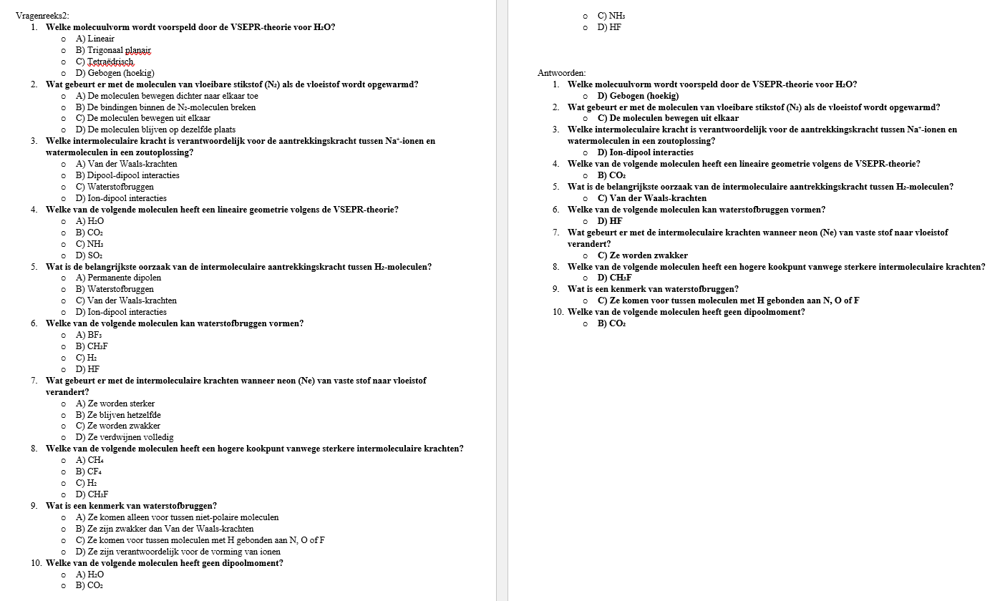 Vragenreeks2:
1. Welke molecuulvorm wordt voorspeld door de VSEPR-theorie voor H₂O?
o A) Lineair
o B) Trigonaal planair
o C) Tetraëdrisch
o D) Gebogen (hoekig)
2. Wat gebeurt er met de moleculen van vloeibare stikstof (N₂) als de vloeistof wordt opgewarmd?
o A) De moleculen bewegen dichter naar elkaar toe
o B) De bindingen binnen de N₂-moleculen breken
o C) De moleculen bewegen uit elkaar
o D) De moleculen blijven op dezelfde plaats
3. Welke intermoleculaire kracht is verantwoordelijk voor de aantrekkingskracht tussen Na⁺-ionen en
watermoleculen in een zoutoplossing?
o A) Van der Waals-krachten
o B) Dipool-dipool interacties
o C) Waterstofbruggen
o D) Ion-dipool interacties
4. Welke van de volgende moleculen heeft een lineaire geometrie volgens de VSEPR-theorie?
o A) H₂O
o B) CO₂
o C) NH₃
o D) SO₂
5. Wat is de belangrijkste oorzaak van de intermoleculaire aantrekkingskracht tussen H₂-moleculen?
o A) Permanente dipolen
o B) Waterstofbruggen
o C) Van der Waals-krachten
o D) Ion-dipool interacties
6. Welke van de volgende moleculen kan waterstofbruggen vormen?
o A) BF₃
o B) CH₃F
o C) H₂
o D) HF
7. Wat gebeurt er met de intermoleculaire krachten wanneer neon (Ne) van vaste stof naar vloeistof
verandert?
o A) Ze worden sterker
o B) Ze blijven hetzelfde
o C) Ze worden zwakker
o D) Ze verdwijnen volledig
8. Welke van de volgende moleculen heeft een hogere kookpunt vanwege sterkere intermoleculaire krachten?
o A) CH₄
o B) CF₄
o C) H₂
o D) CH₃F
9. Wat is een kenmerk van waterstofbruggen?
o A) Ze komen alleen voor tussen niet-polaire moleculen
o B) Ze zijn zwakker dan Van der Waals-krachten
o C) Ze komen voor tussen moleculen met H gebonden aan N, O of F
o D) Ze zijn verantwoordelijk voor de vorming van ionen
10. Welke van de volgende moleculen heeft geen dipoolmoment?
o A) H₂O
o B) CO₂
o C) NH₃
o D) HF
Antwoorden:
1. Welke molecuulvorm wordt voorspeld door de VSEPR-theorie voor H₂O?
o D) Gebogen (hoekig)
2. Wat gebeurt er met de moleculen van vloeibare stikstof (N₂) als de vloeistof wordt opgewarmd?
o C) De moleculen bewegen uit elkaar
3. Welke intermoleculaire kracht is verantwoordelijk voor de aantrekkingskracht tussen Na⁺-ionen en
watermoleculen in een zoutoplossing?
o D) Ion-dipool interacties
4. Welke van de volgende moleculen heeft een lineaire geometrie volgens de VSEPR-theorie?
o B) CO₂
5. Wat is de belangrijkste oorzaak van de intermoleculaire aantrekkingskracht tussen H₂-moleculen?
o C) Van der Waals-krachten
6. Welke van de volgende moleculen kan waterstofbruggen vormen?
o D) HF
7. Wat gebeurt er met de intermoleculaire krachten wanneer neon (Ne) van vaste stof naar vloeistof
verandert?
o C) Ze worden zwakker
8. Welke van de volgende moleculen heeft een hogere kookpunt vanwege sterkere intermoleculaire krachten?
o D) CH₃F
9. Wat is een kenmerk van waterstofbruggen?
o C) Ze komen voor tussen moleculen met H gebonden aan N, O of F
10. Welke van de volgende moleculen heeft geen dipoolmoment?
o B) CO₂